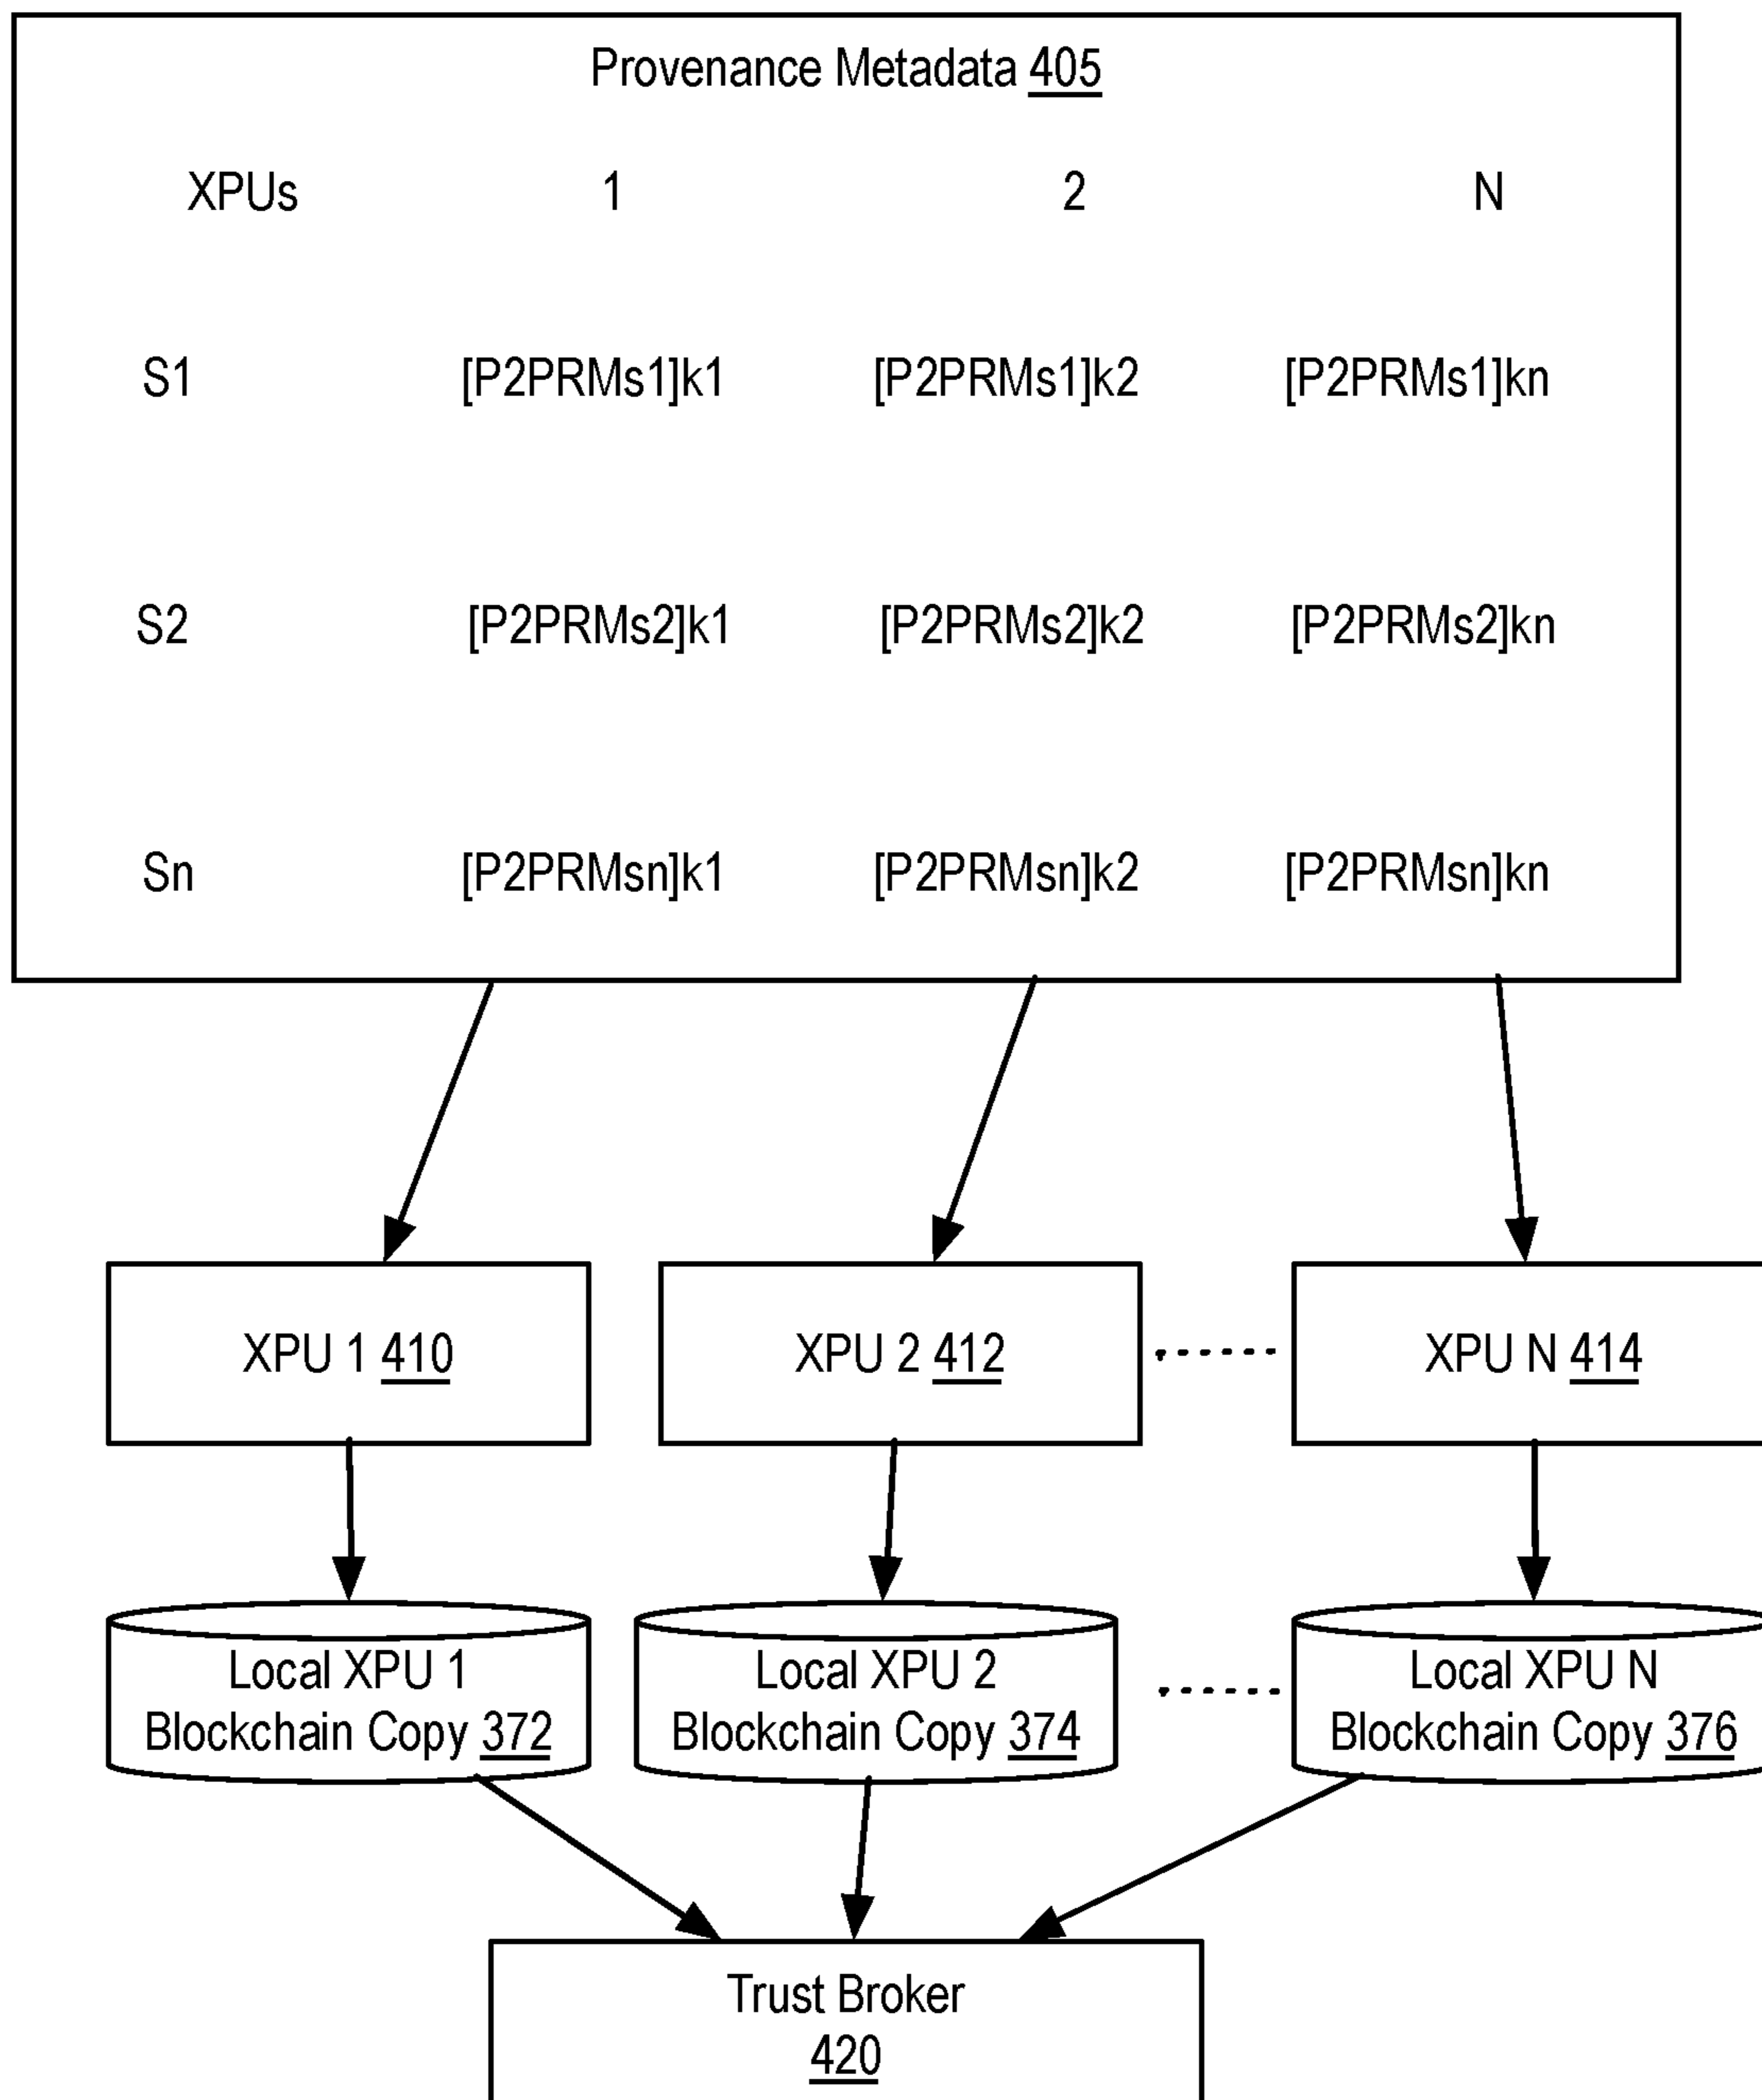 Provenance Metadata 405
XPUs 1 2 N
S1 [P2PRMs1]k1 [P2PRMs1]k2 [P2PRMs1]kn
S2 [P2PRMs2]k1 [P2PRMs2]k2 [P2PRMs2]kn
Sn [P2PRMsn]k1 [P2PRMsn]k2 [P2PRMsn]kn
XPU 1 410 XPU 2 412 XPU N 414
Local XPU 1 Local XPU 2 Local XPU N
Blockchain Copy 372 Blockchain Copy 374 Blockchain Copy 376
Trust Broker
420